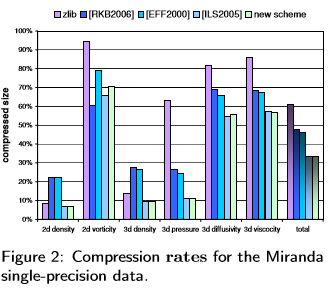 zlib [RKB2006] [EFF2000] [ILS2005] new scheme
100%
90%
80%
70%
60%
50%
40%
30%
20%
10%
0%
compressed size
2d density 2d vorticity 3d density 3d pressure 3d diffusivity 3d viscocity total
Figure 2: Compression rates for the Miranda
single-precision data.